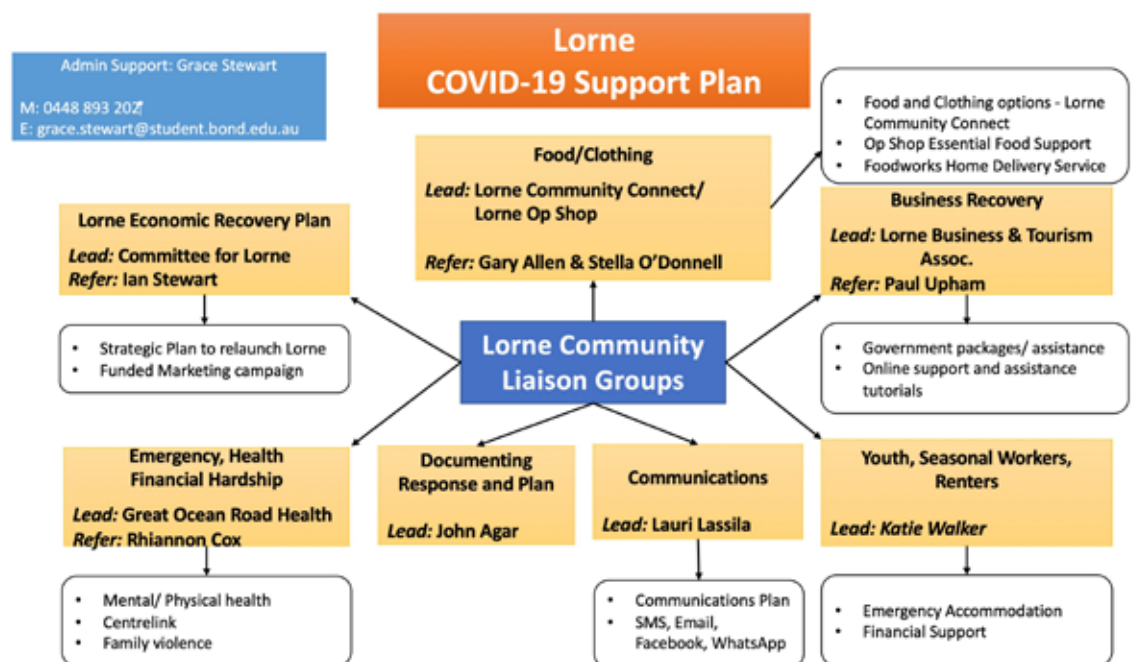 Lorne
COVID-19 Support Plan
Admin Support: Grace Stewart
M: 0448 893 202
E: grace.stewart@student.bond.edu.au
Food/Clothing
Lead: Lorne Community Connect/
Lorne Op Shop
Refer: Gary Allen & Stella O'Donnell
• Food and Clothing options - Lorne
Community Connect
• Op Shop Essential Food Support
• Foodworks Home Delivery Service
Lorne Economic Recovery Plan
Lead: Committee for Lorne
Refer: Ian Stewart
• Strategic Plan to relaunch Lorne
• Funded Marketing campaign
Business Recovery
Lead: Lorne Business & Tourism
Assoc.
Refer: Paul Upham
• Government packages/ assistance
• Online support and assistance
tutorials
Lorne Community
Liaison Groups
Emergency, Health
Financial Hardship
Lead: Great Ocean Road Health
Refer: Rhiannon Cox
• Mental/ Physical health
• Centrelink
• Family violence
Documenting
Response and Plan
Lead: John Agar
Communications
Lead: Lauri Lassila
• Communications Plan
• SMS, Email,
Facebook, WhatsApp
Youth, Seasonal Workers,
Renters
Lead: Katie Walker
• Emergency Accommodation
• Financial Support